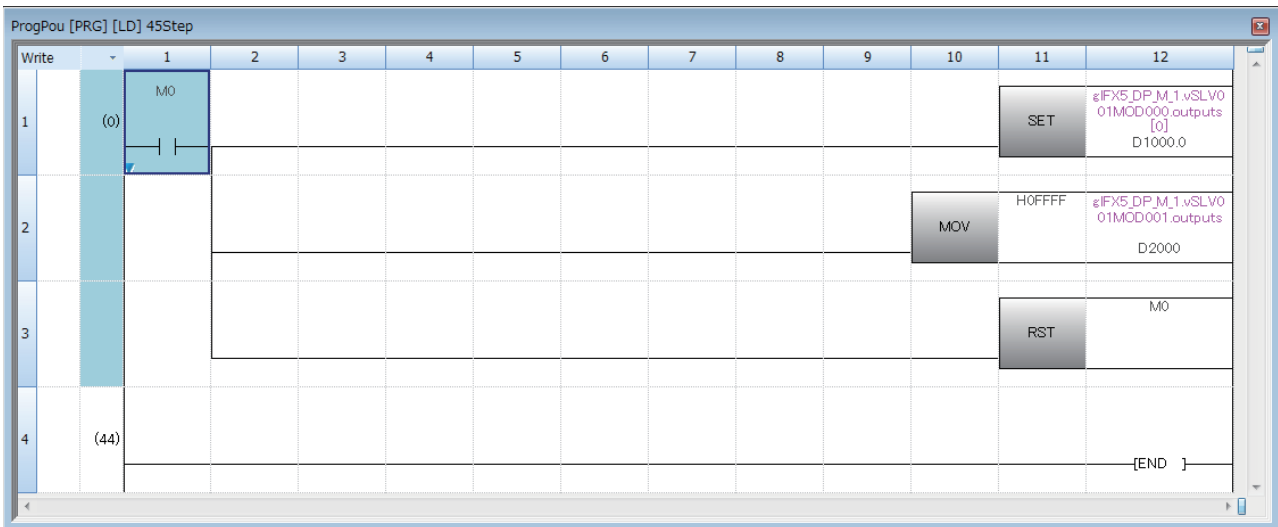 ProgPou [PRG] [LD] 45Step
Write 1 2 3 4 5 6 7 8 9 10 11 12
1 (0) M0 SET gIFX5_DP_M_1.vSLV0
01MOD000.outputs
[0]
D1000.0
2 MOV H0FFFF gIFX5_DP_M_1.vSLV0
01MOD001.outputs
D2000
3 RST M0
4 (44) [END ]